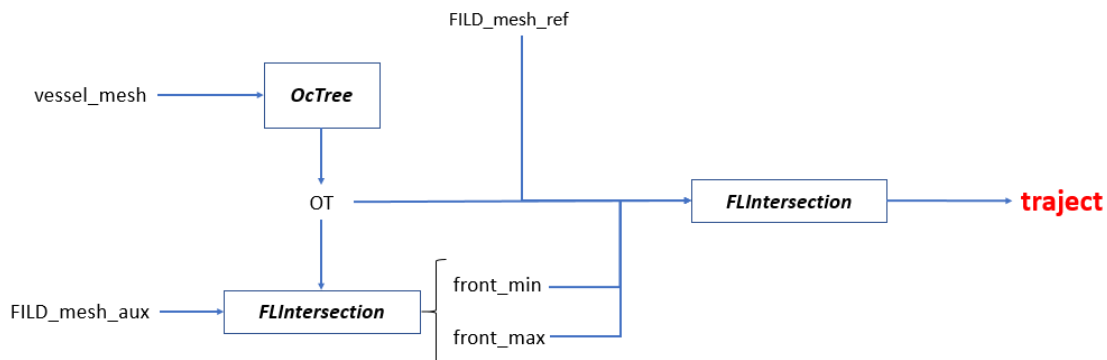 FILD_mesh_ref
vessel_mesh
OcTree
OT
FLIntersection
traject
FILD_mesh_aux
FLIntersection
front_min
front_max